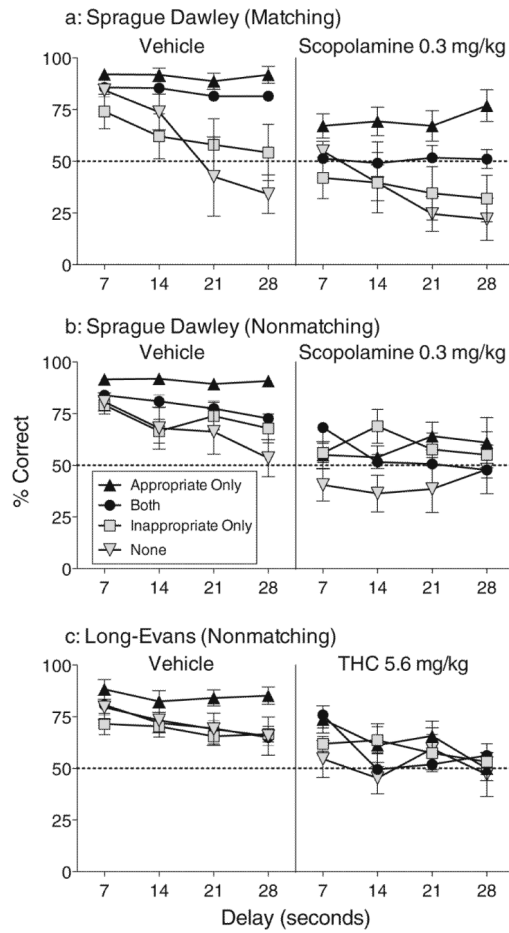 a: Sprague Dawley (Matching)
Vehicle
Scopolamine 0.3 mg/kg
100
75
50
25
0
7 14 21 28 7 14 21 28
b: Sprague Dawley (Nonmatching)
Vehicle
Scopolamine 0.3 mg/kg
100
75
50
25
0
% Correct
Appropriate Only
Both
Inappropriate Only
None
7 14 21 28 7 14 21 28
c: Long-Evans (Nonmatching)
Vehicle
THC 5.6 mg/kg
100
75
50
25
0
7 14 21 28 7 14 21 28
Delay (seconds)